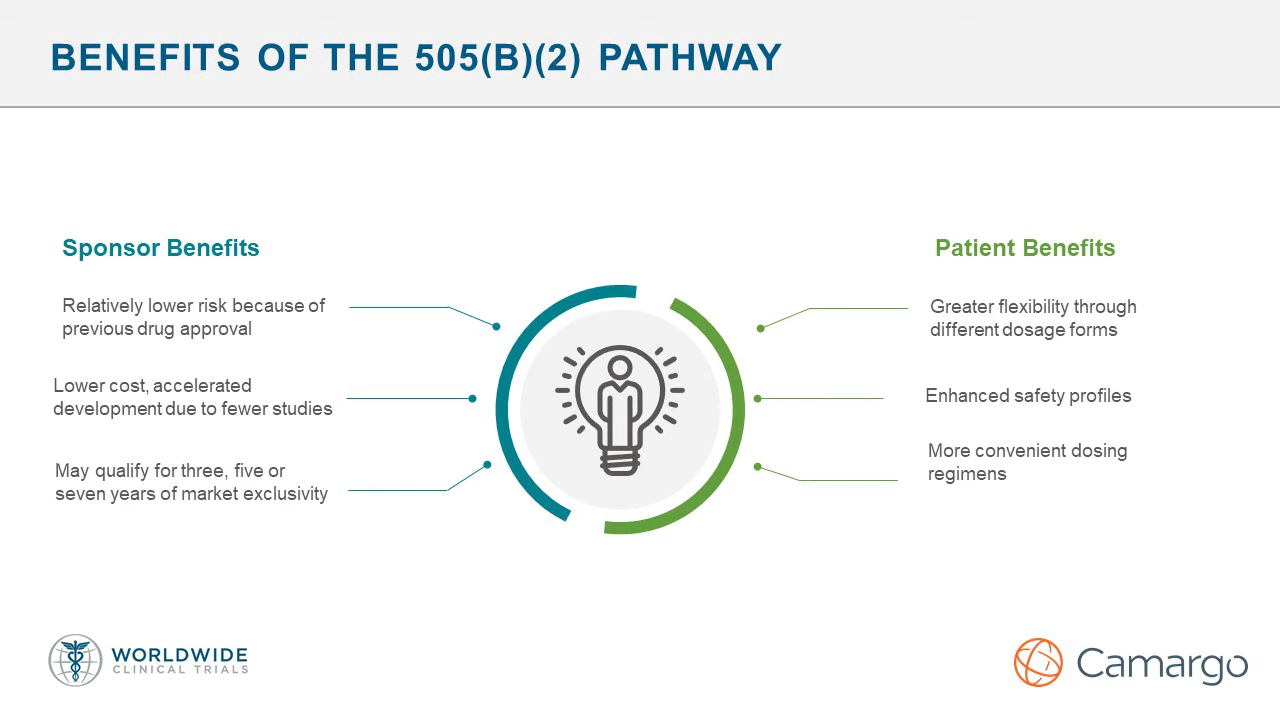 BENEFITS OF THE 505(B)(2) PATHWAY
Sponsor Benefits
Relatively lower risk because of
previous drug approval
Lower cost, accelerated
development due to fewer studies
May qualify for three, five or
seven years of market exclusivity
Patient Benefits
Greater flexibility through
different dosage forms
Enhanced safety profiles
More convenient dosing
regimens
WORLDWIDE
CLINICAL TRIALS
Camargo